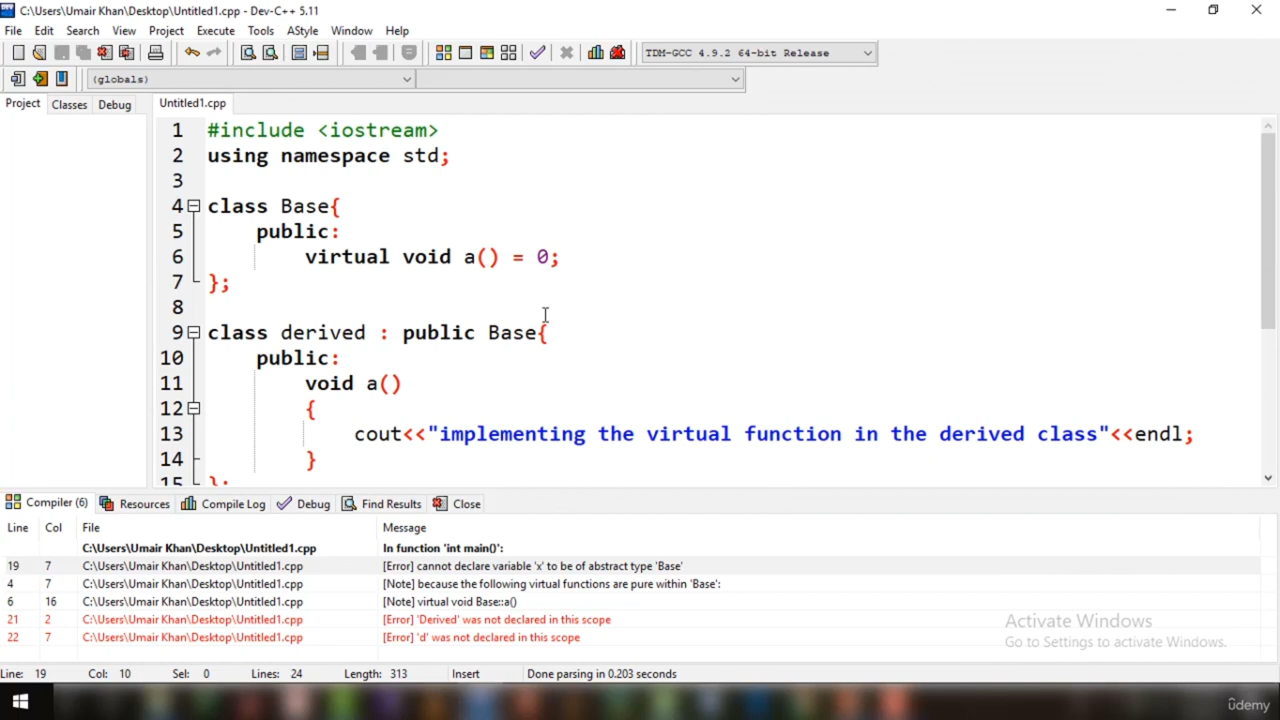 C:\Users\Umair Khan\Desktop\Untitled1.cpp - Dev-C++ 5.11
File Edit Search View Project Execute Tools AStyle Window Help
TDM-GCC 4.9.2 64-bit Release
(globals)
Project Classes Debug Untitled1.cpp
1 #include <iostream>
2 using namespace std;
3
4 class Base{
5 public:
6 virtual void a() = 0;
7 };
8
9 class derived : public Base{
10 public:
11 void a()
12 {
13 cout<<"implementing the virtual function in the derived class"<<endl;
14 }
15 };
Compiler (6) Resources Compile Log Debug Find Results Close
Line Col File Message
C:\Users\Umair Khan\Desktop\Untitled1.cpp In function 'int main()':
19 7 C:\Users\Umair Khan\Desktop\Untitled1.cpp [Error] cannot declare variable 'x' to be of abstract type 'Base'
4 7 C:\Users\Umair Khan\Desktop\Untitled1.cpp [Note] because the following virtual functions are pure within 'Base':
6 16 C:\Users\Umair Khan\Desktop\Untitled1.cpp [Note] virtual void Base::a()
21 2 C:\Users\Umair Khan\Desktop\Untitled1.cpp [Error] 'Derived' was not declared in this scope
22 7 C:\Users\Umair Khan\Desktop\Untitled1.cpp [Error] 'd' was not declared in this scope
Activate Windows
Go to Settings to activate Windows.
Line: 19 Col: 10 Sel: 0 Lines: 24 Length: 313 Insert Done parsing in 0.203 seconds
ûdemy